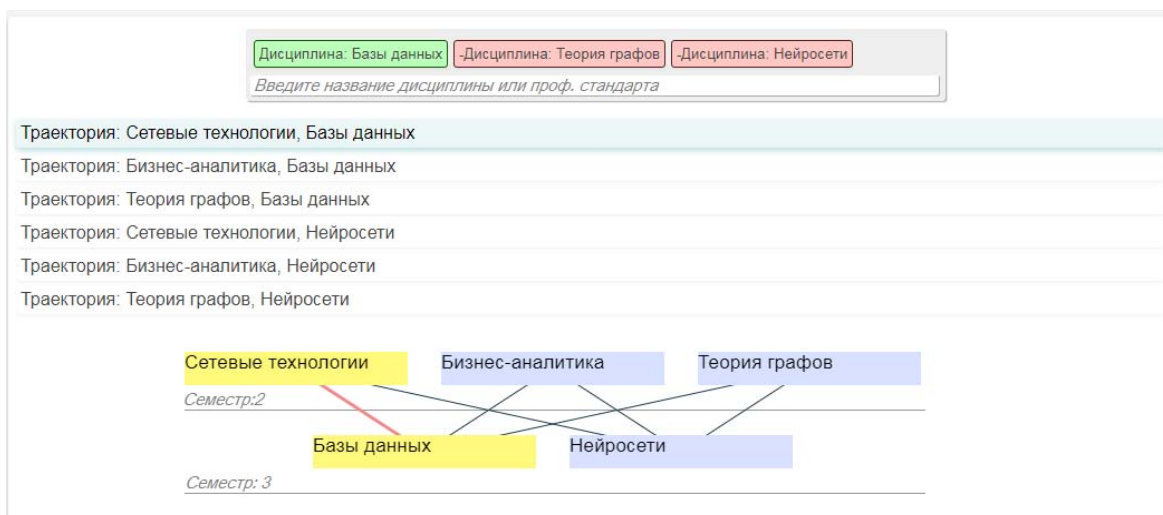 Дисциплина: Базы данных -Дисциплина: Теория графов -Дисциплина: Нейросети
Введите название дисциплины или проф. стандарта
Траектория: Сетевые технологии, Базы данных
Траектория: Бизнес-аналитика, Базы данных
Траектория: Теория графов, Базы данных
Траектория: Сетевые технологии, Нейросети
Траектория: Бизнес-аналитика, Нейросети
Траектория: Теория графов, Нейросети
Сетевые технологии Бизнес-аналитика Теория графов
Семестр:2
Базы данных Нейросети
Семестр: 3